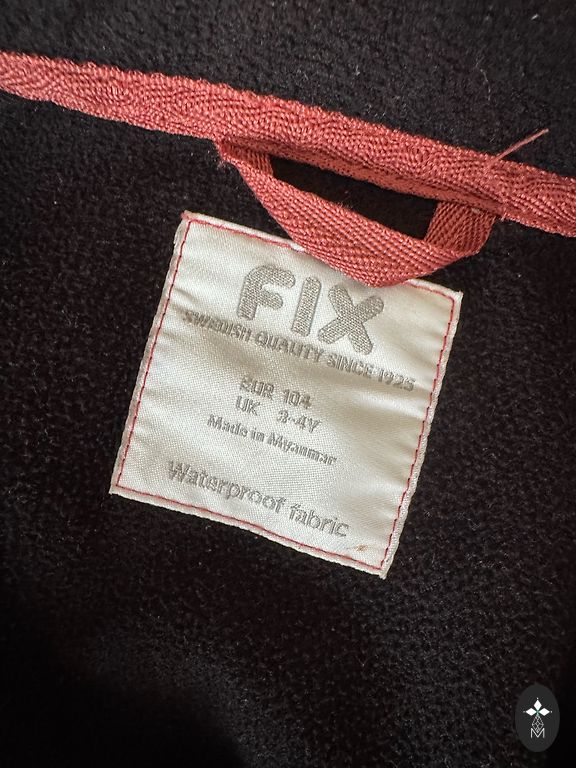 FIX
SWEDISH QUALITY SINCE 1925
EUR 104
UK 3-4Y
Made in Myanmar
Waterproof fabric
M